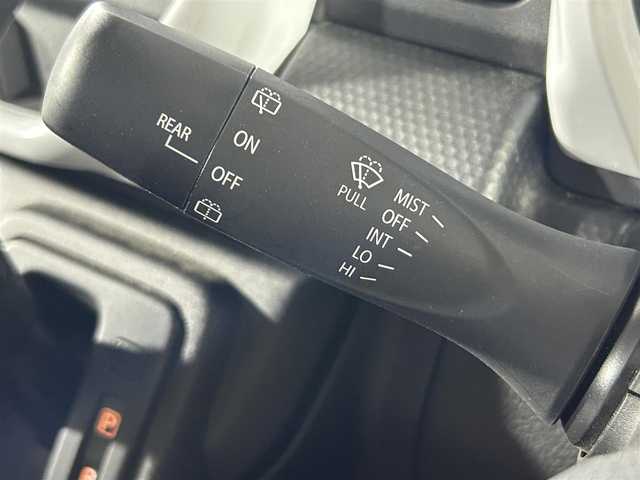 REAR
ON
OFF
PULL
MIST
OFF
INT
LO
HI
P